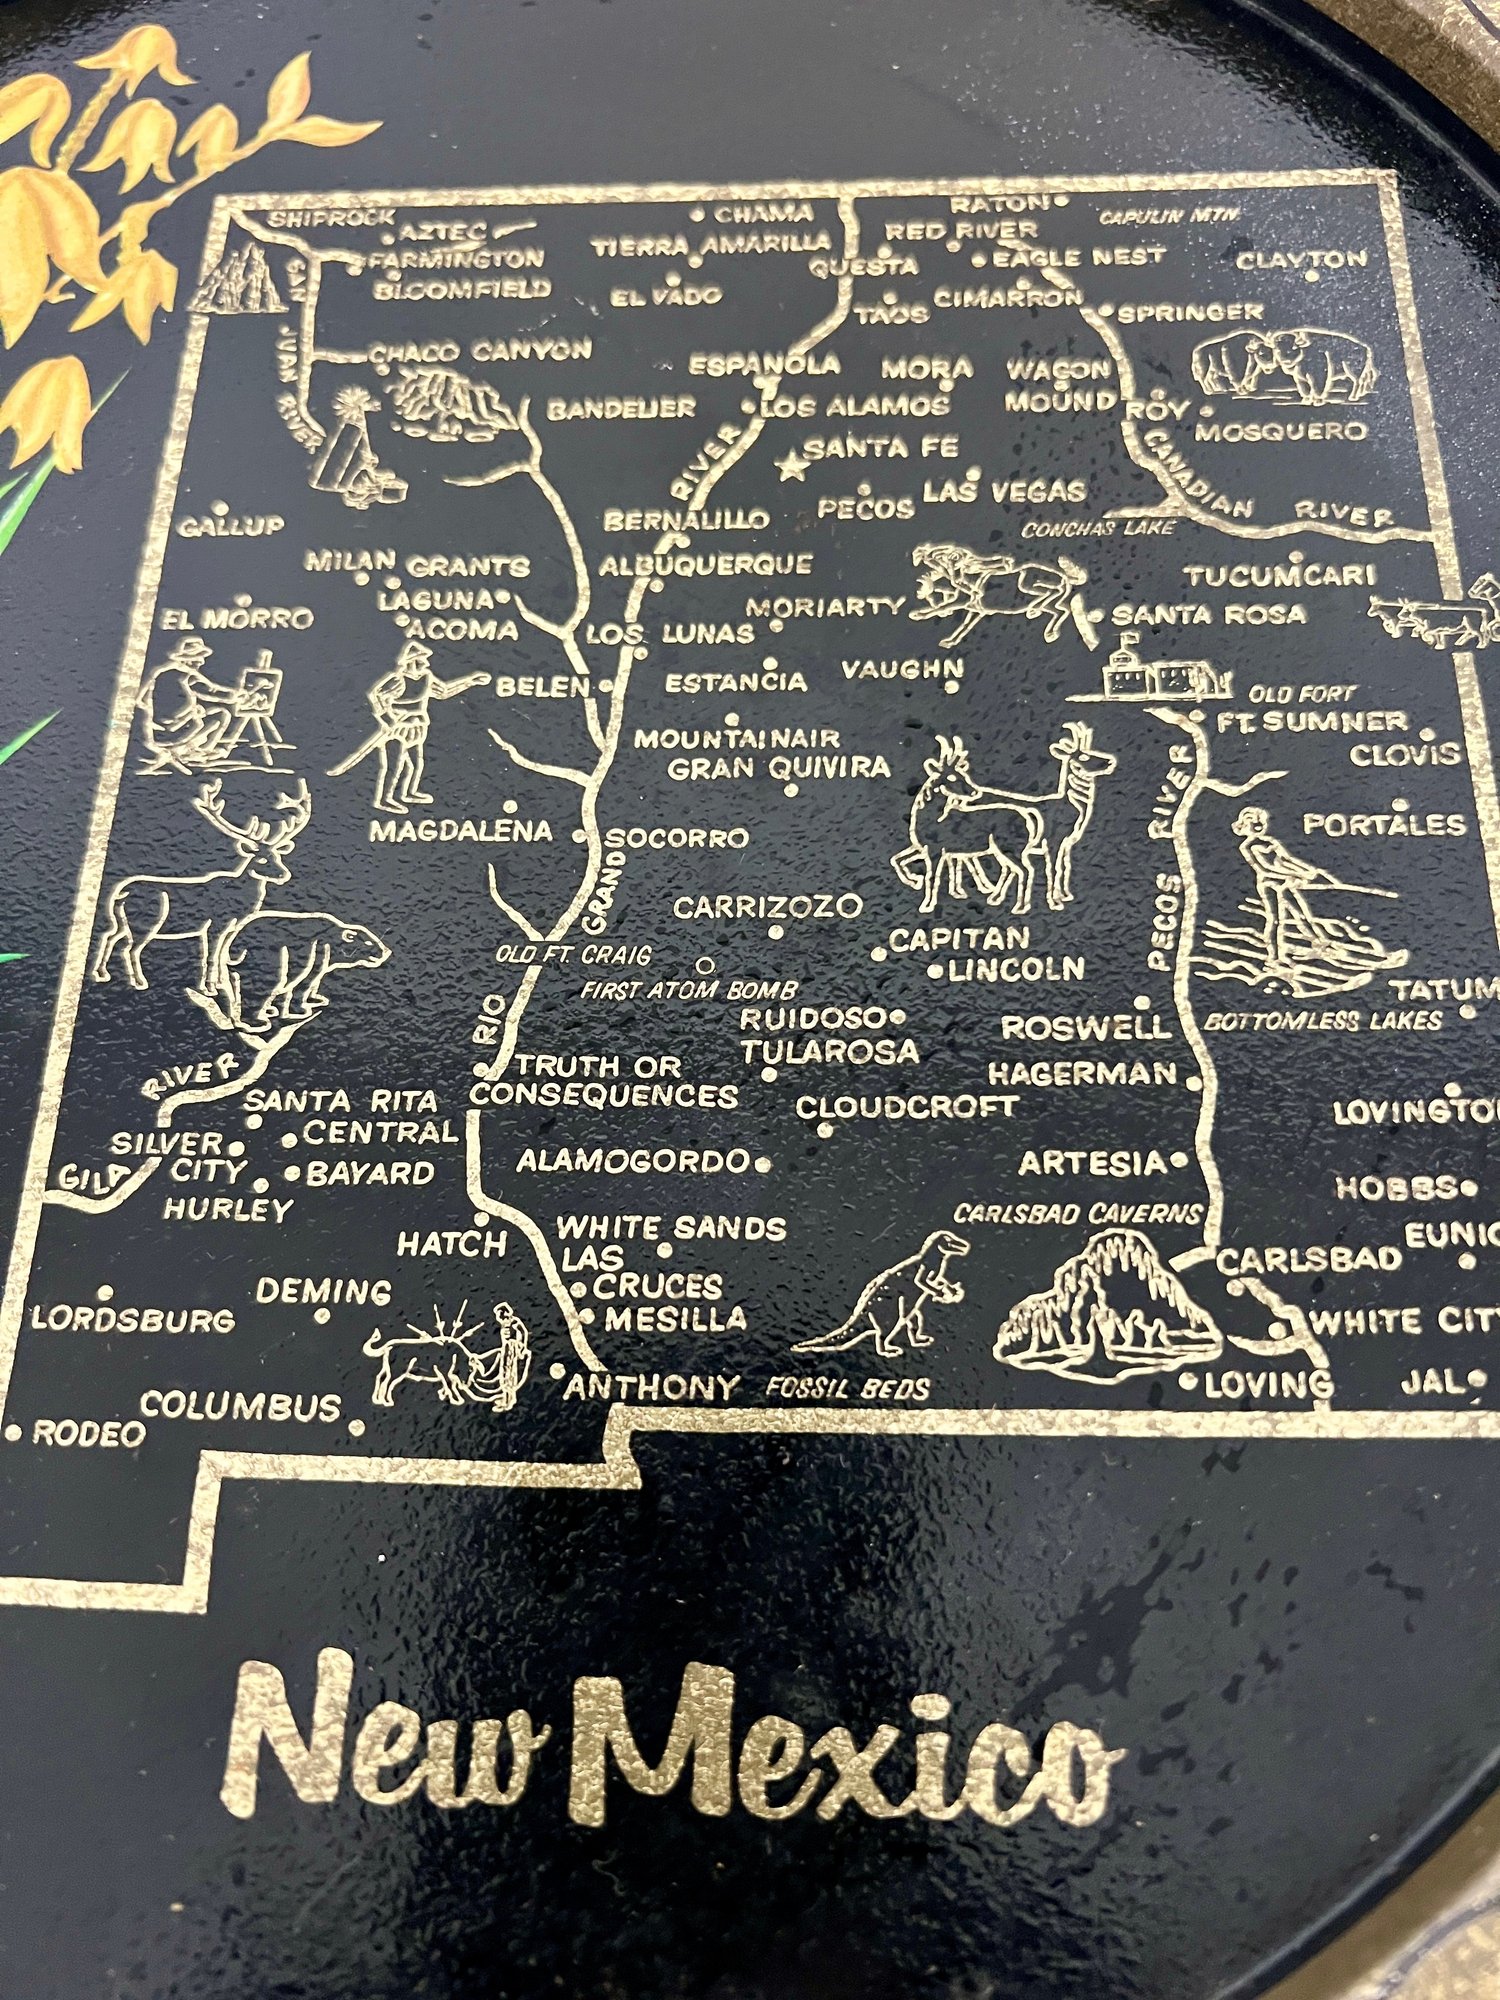 SHIPROCK
CHAMA
RATON
CAPULIN MTN
AZTEC
TIERRA AMARILLA
RED RIVER
FARMINGTON
QUESTA
EAGLE NEST
CLAYTON
BLOOMFIELD
EL VADO
CIMARRON
TAOS
SPRINGER
SAN JUAN RIVER
CHACO CANYON
ESPANOLA
MORA
WAGON
MOUND
ROY
BANDELIER
LOS ALAMOS
MOSQUERO
SANTA FE
RIVER
CANADIAN RIVER
LAS VEGAS
PECOS
GALLUP
BERNALILLO
CONCHAS LAKE
MILAN
GRANTS
ALBUQUERQUE
TUCUMCARI
LAGUNA
MORIARTY
SANTA ROSA
EL MORRO
ACOMA
LOS LUNAS
BELEN
ESTANCIA
VAUGHN
OLD FORT
FT. SUMNER
MOUNTAINAIR
CLOVIS
GRAN QUIVIRA
PECOS RIVER
MAGDALENA
SOCORRO
PORTALES
GRAND
CARRIZOZO
CAPITAN
OLD FT. CRAIG
LINCOLN
FIRST ATOM BOMB
TATUM
RIO
RUIDOSO
ROSWELL
BOTTOMLESS LAKES
TULAROSA
TRUTH OR
CONSEQUENCES
HAGERMAN
RIVER
SANTA RITA
CLOUDCROFT
LOVINGTO
SILVER
CITY
CENTRAL
GILA
BAYARD
ALAMOGORDO
ARTESIA
HOBBS
HURLEY
CARLSBAD CAVERNS
HATCH
WHITE SANDS
EUNIC
LAS
CRUCES
CARLSBAD
DEMING
LORDSBURG
MESILLA
WHITE CIT
ANTHONY
FOSSIL BEDS
LOVING
JAL
COLUMBUS
RODEO
New Mexico